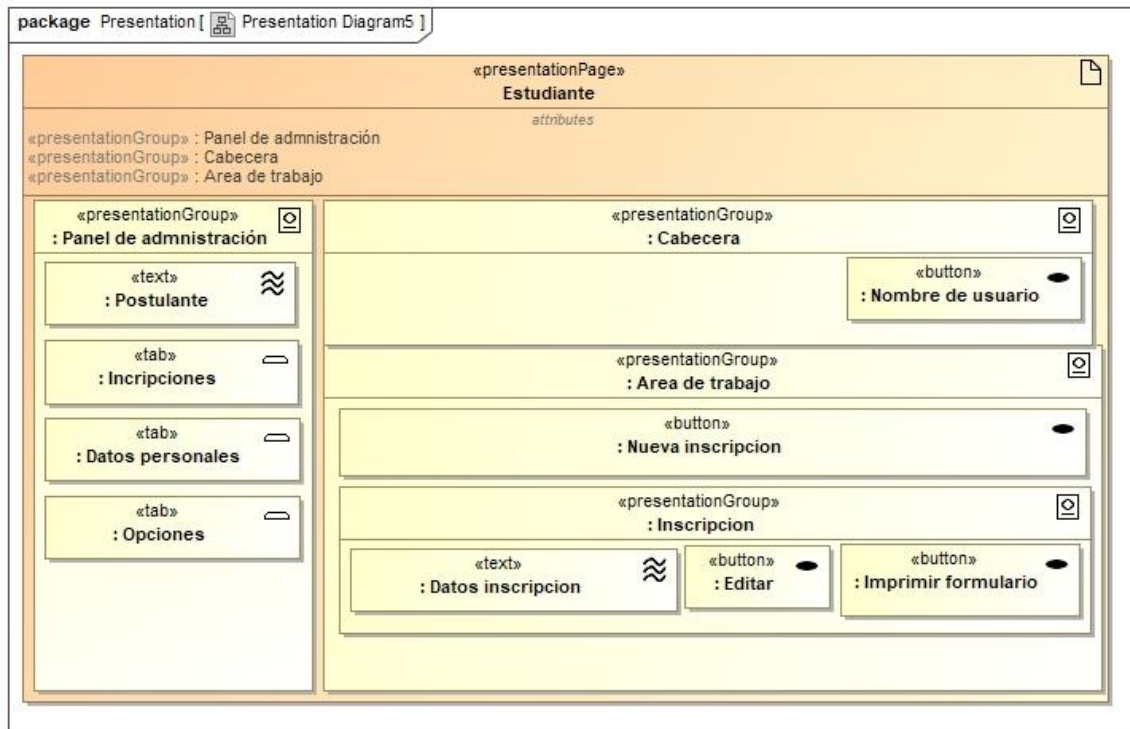 package Presentation [ Presentation Diagram5 ]
«presentationPage»
Estudiante
attributes
«presentationGroup» : Panel de admnistración
«presentationGroup» : Cabecera
«presentationGroup» : Area de trabajo
«presentationGroup»
: Panel de admnistración
«text»
: Postulante
«tab»
: Incripciones
«tab»
: Datos personales
«tab»
: Opciones
«presentationGroup»
: Cabecera
«button»
: Nombre de usuario
«presentationGroup»
: Area de trabajo
«button»
: Nueva inscripcion
«presentationGroup»
: Inscripcion
«text»
: Datos inscripcion
«button»
: Editar
«button»
: Imprimir formulario